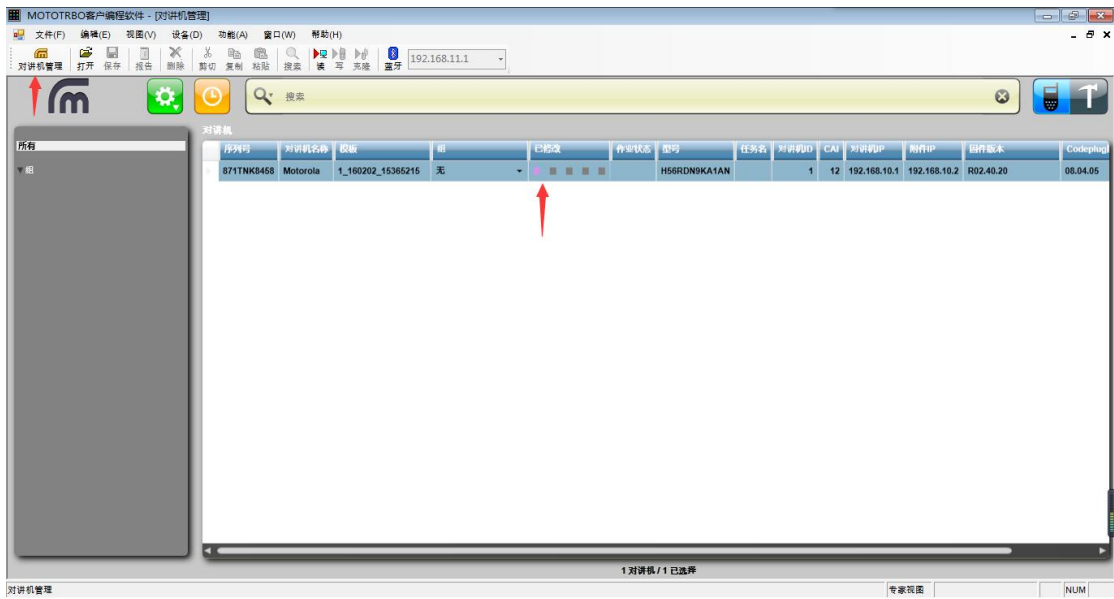 MOTOTRBO客户编程软件 - [对讲机管理]
文件(F) 编辑(E) 视图(V) 设备(D) 功能(A) 窗口(W) 帮助(H)
对讲机管理 打开 保存 报告 删除 剪切 复制 粘贴 搜索 读 写 克隆 蓝牙 192.168.11.1
搜索
对讲机
所有
组
序列号 对讲机名称 模板 组 已修改 作业状态 型号 任务名 对讲机ID CAI 对讲机IP 附件IP 固件版本 Codeplug
871TNK8458 Motorola 1_160202_15365215 无 H56RDN9KA1AN 1 12 192.168.10.1 192.168.10.2 R02.40.20 08.04.05
1 对讲机 / 1 已选择
对讲机管理 专家视图 NUM